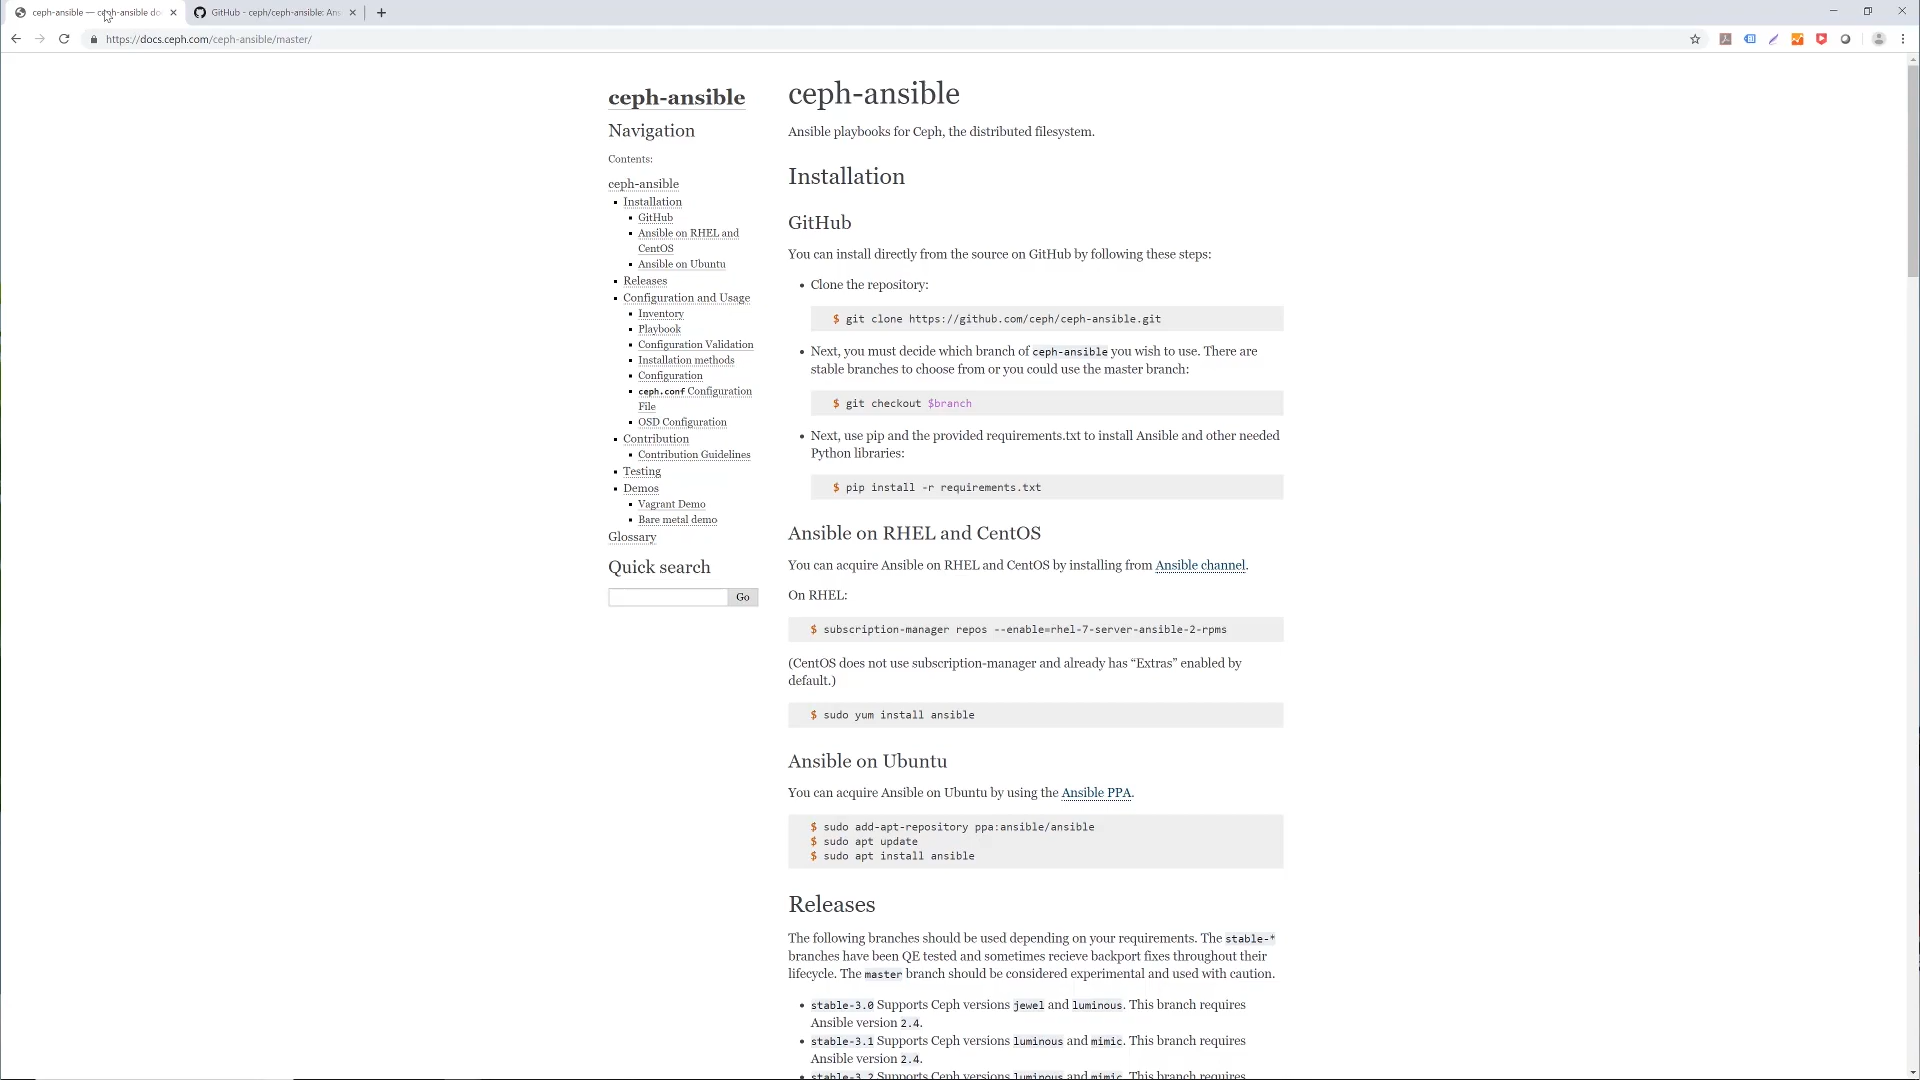 ceph-ansible — ceph-ansible do
GitHub - ceph/ceph-ansible: Ans
https://docs.ceph.com/ceph-ansible/master/
ceph-ansible
Navigation
Contents:
ceph-ansible
Installation
GitHub
Ansible on RHEL and
CentOS
Ansible on Ubuntu
Releases
Configuration and Usage
Inventory
Playbook
Configuration Validation
Installation methods
Configuration
ceph.conf Configuration
File
OSD Configuration
Contribution
Contribution Guidelines
Testing
Demos
Vagrant Demo
Bare metal demo
Glossary
Quick search
Go
ceph-ansible
Ansible playbooks for Ceph, the distributed filesystem.
Installation
GitHub
You can install directly from the source on GitHub by following these steps:
Clone the repository:
$ git clone https://github.com/ceph/ceph-ansible.git
Next, you must decide which branch of ceph-ansible you wish to use. There are
stable branches to choose from or you could use the master branch:
$ git checkout $branch
Next, use pip and the provided requirements.txt to install Ansible and other needed
Python libraries:
$ pip install -r requirements.txt
Ansible on RHEL and CentOS
You can acquire Ansible on RHEL and CentOS by installing from Ansible channel.
On RHEL:
$ subscription-manager repos --enable=rhel-7-server-ansible-2-rpms
(CentOS does not use subscription-manager and already has “Extras” enabled by
default.)
$ sudo yum install ansible
Ansible on Ubuntu
You can acquire Ansible on Ubuntu by using the Ansible PPA.
$ sudo add-apt-repository ppa:ansible/ansible
$ sudo apt update
$ sudo apt install ansible
Releases
The following branches should be used depending on your requirements. The stable-*
branches have been QE tested and sometimes recieve backport fixes throughout their
lifecycle. The master branch should be considered experimental and used with caution.
stable-3.0 Supports Ceph versions jewel and luminous. This branch requires
Ansible version 2.4.
stable-3.1 Supports Ceph versions luminous and mimic. This branch requires
Ansible version 2.4.
stable-3.2 Supports Ceph versions luminous and mimic. This branch requires